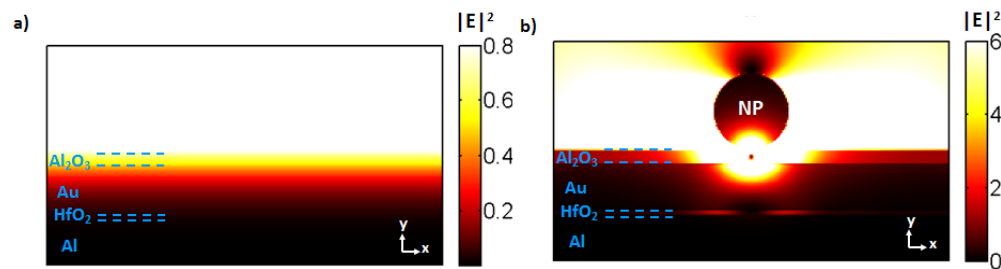 a)
|E|²
0.8
0.6
0.4
0.2
Al₂O₃
Au
HfO₂
Al
y
x
b)
|E|²
6
4
2
0
NP
Al₂O₃
Au
HfO₂
Al
y
x